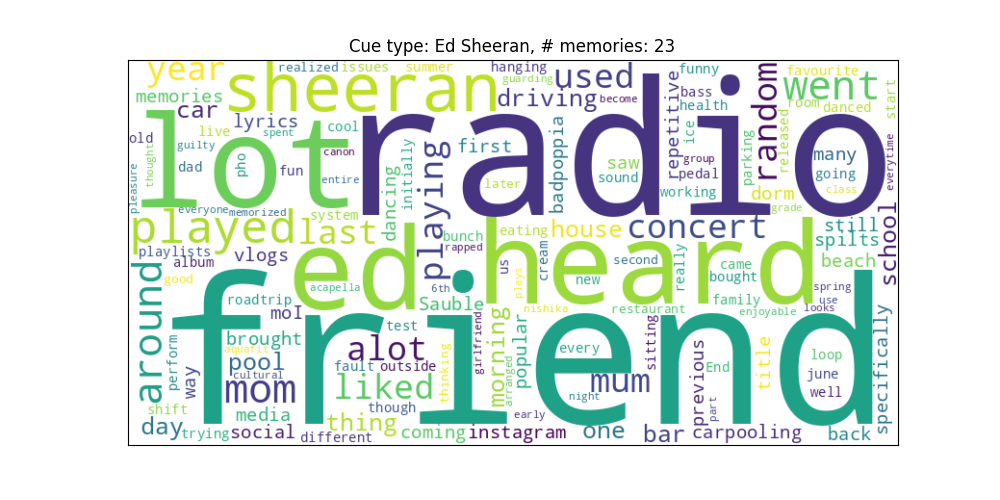 Cue type: Ed Sheeran, # memories: 23
year
realized
issues
summer
hanging
guarding
used
funny
random
favourite
went
start
memories
sheeran
driving
become
repetitive
bass
health
room
danced
car
lot
radio
old
lyrics
cool
live
spent
guilty
thought
dad
pho
fun
canon
entire
initially
playing
first
later
badpoppia
saw
sound
ice
group
pedal
working
parking
released
many
going
class
everytime
pleasure
everyone
memorized
system
dancing
dorm
grade
played
last
bunch
eating
house
concert
still
spilts
school
playlists
album
vlogs
ed
rapped
us
heard
cream
second
new
really
came
bought
beach
good
acapella
6th
plays
family
spring
use
around
roadtrip
moI
Sauble
nishika
restaurant
enjoyable
looks
friend
test
girlfriend
morning
popular
brought
aquafit
cultural
alot
every
sitting
previous
End
title
loop
specifically
perform
way
pool
mom
fault
outside
thinking
liked
arranged
mum
june
well
night
part
shift
media
though
thing
early
day
trying
social
different
coming
instagram
one
bar
carpooling
back